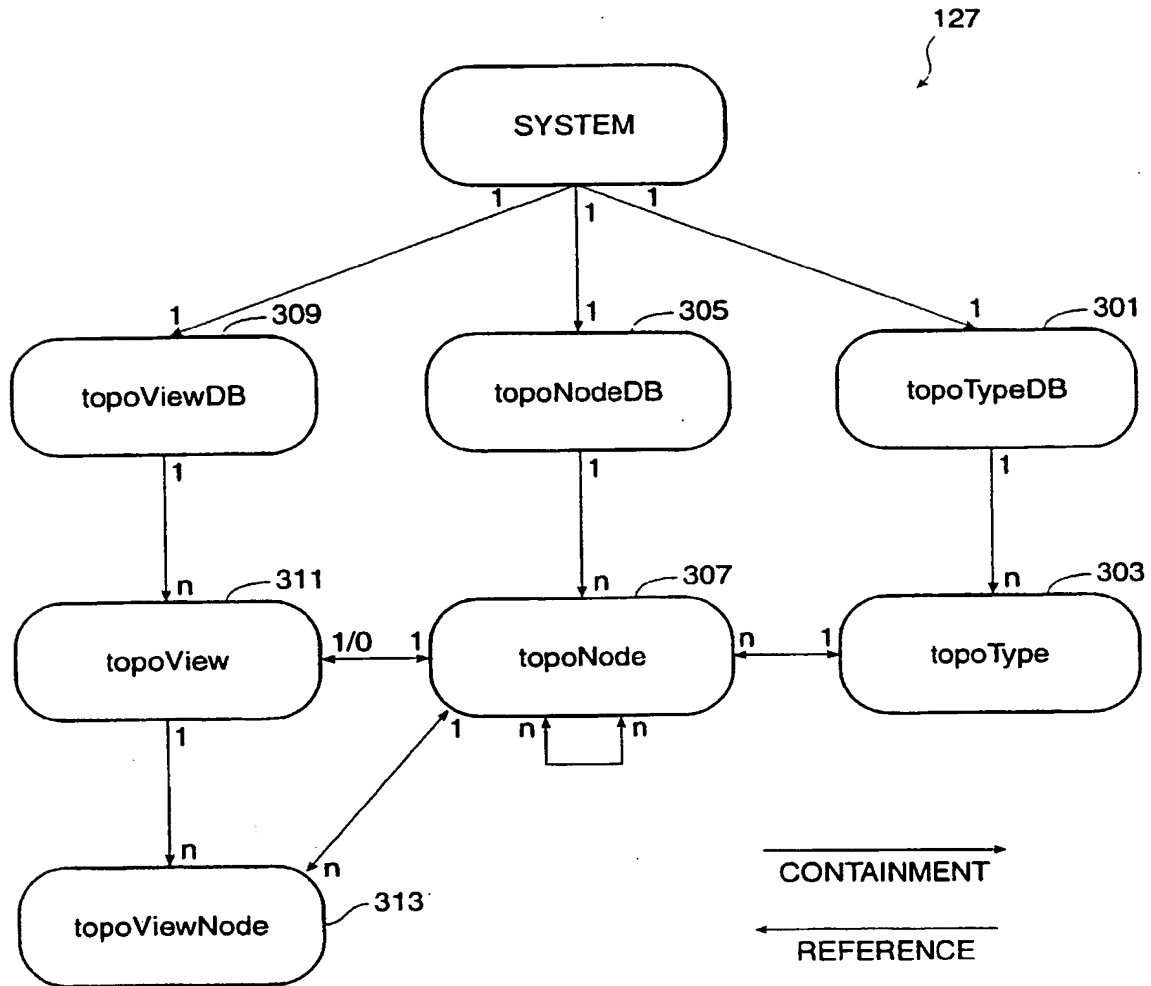 127
SYSTEM
1 1 1
1 309 1 305 1 301
topoViewDB topoNodeDB topoTypeDB
1 1 1
n 311 n 307 n 303
topoView 1/0 1 topoNode n 1 topoType
1 1 n n
n n CONTAINMENT
topoViewNode 313 REFERENCE